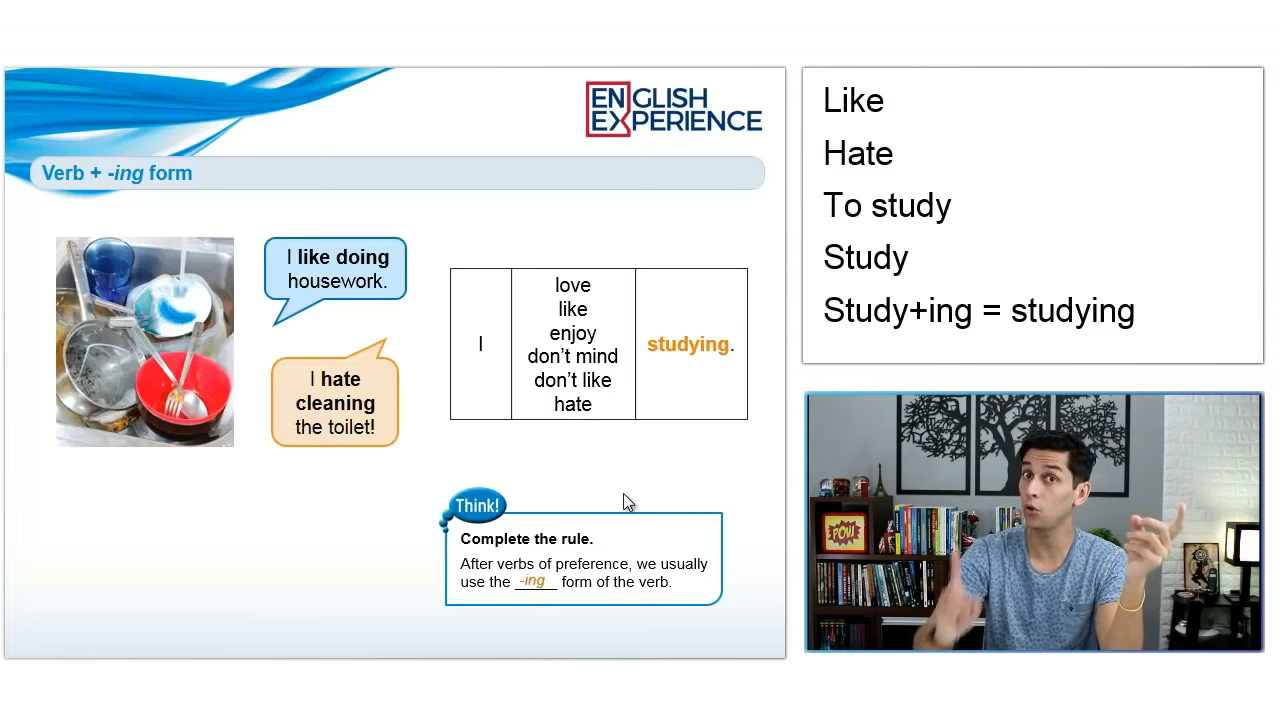 ENGLISH
EXPERIENCE
Verb + -ing form
I like doing
housework.
I hate
cleaning
the toilet!
I
love
like
enjoy
don't mind
don't like
hate
studying.
Think!
Complete the rule.
After verbs of preference, we usually
use the -ing form of the verb.
Like
Hate
To study
Study
Study+ing = studying
POW!